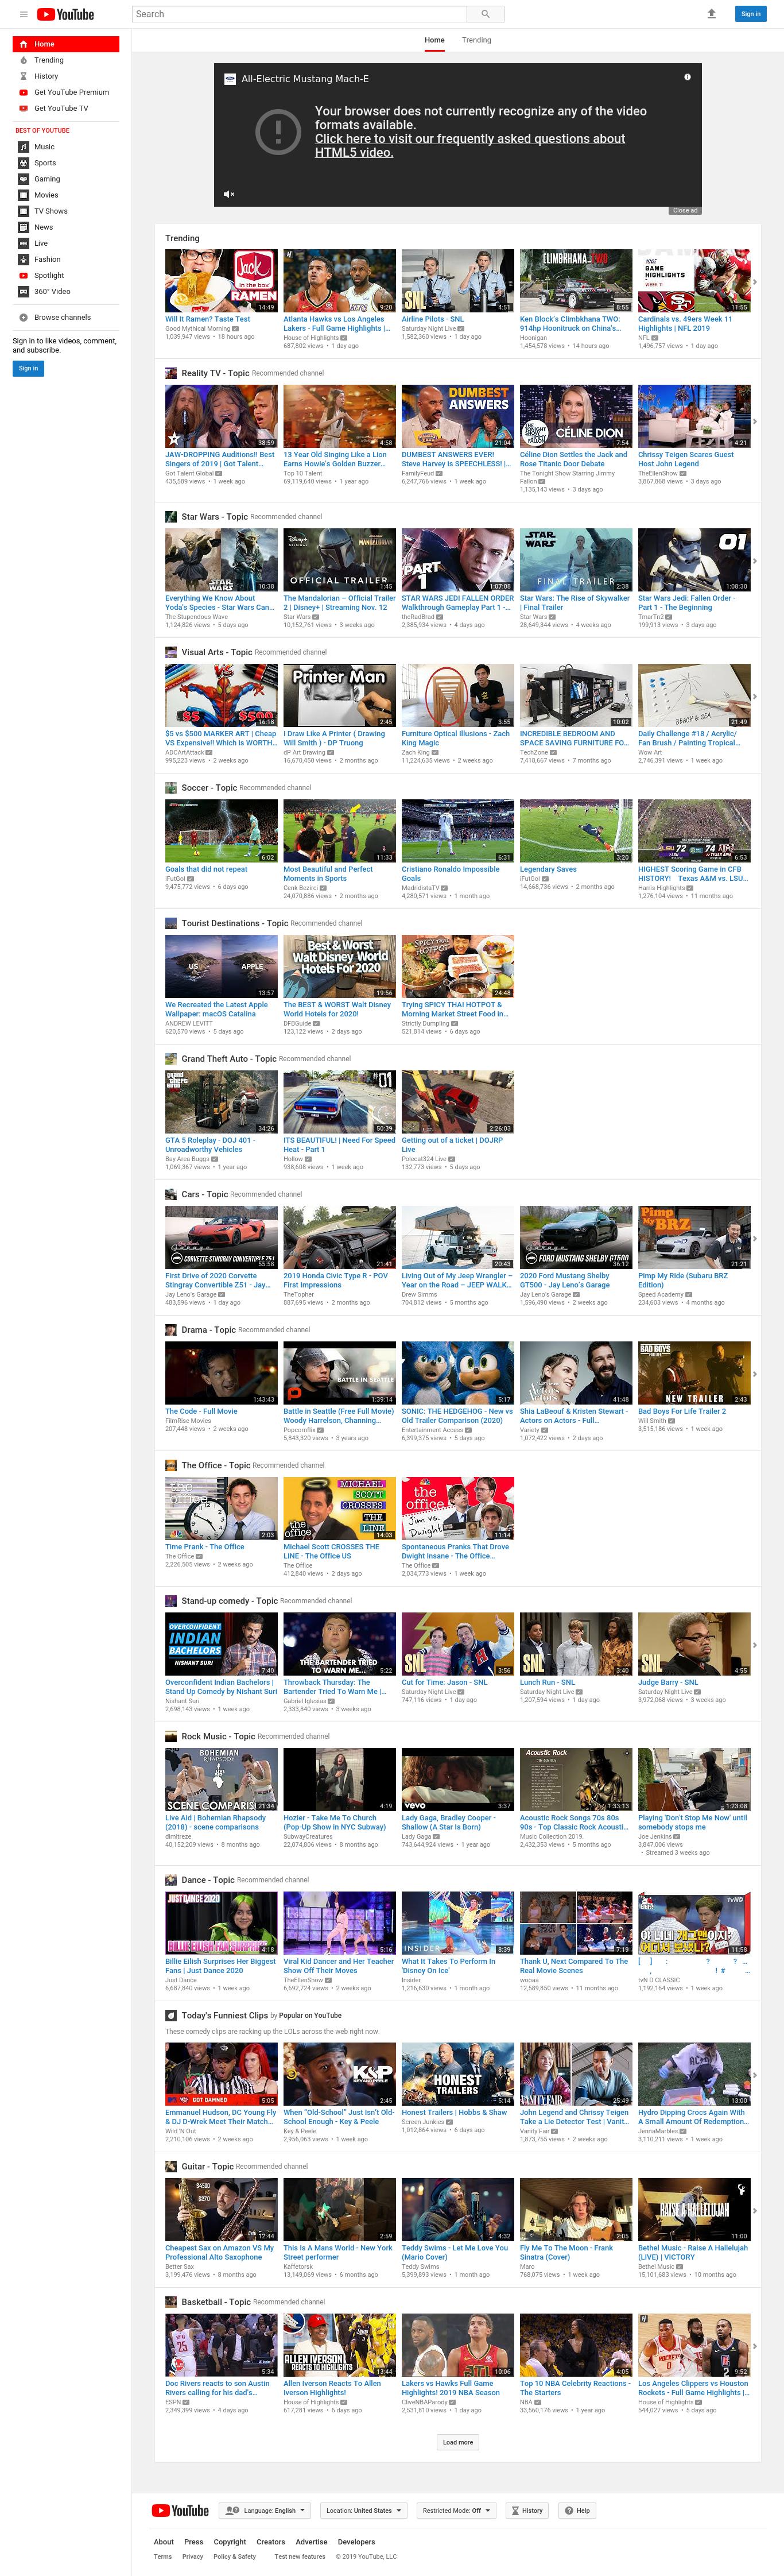 YouTube
Search
Sign in
Home
Trending
History
Get YouTube Premium
Get YouTube TV
BEST OF YOUTUBE
Music
Sports
Gaming
Movies
TV Shows
News
Live
Fashion
Spotlight
360° Video
Browse channels
Sign in to like videos, comment,
and subscribe.
Sign in
Home Trending
All-Electric Mustang Mach-E
Your browser does not currently recognize any of the video
formats available.
Click here to visit our frequently asked questions about
HTML5 video.
Close ad
Trending
Will It Ramen? Taste Test
Good Mythical Morning
1,039,947 views • 18 hours ago
Atlanta Hawks vs Los Angeles
Lakers - Full Game Highlights |...
House of Highlights
687,802 views • 1 day ago
Airline Pilots - SNL
Saturday Night Live
1,582,360 views • 1 day ago
Ken Block's Climbkhana TWO:
914hp Hoonitruck on China's...
Hoonigan
1,454,578 views • 14 hours ago
Cardinals vs. 49ers Week 11
Highlights | NFL 2019
NFL
1,496,757 views • 1 day ago
Reality TV - Topic Recommended channel
JAW-DROPPING Auditions!! Best
Singers of 2019 | Got Talent...
Got Talent Global
435,589 views • 1 week ago
13 Year Old Singing Like a Lion
Earns Howie's Golden Buzzer...
Top 10 Talent
69,119,640 views • 1 year ago
DUMBEST ANSWERS EVER!
Steve Harvey is SPEECHLESS! |...
FamilyFeud
6,247,766 views • 1 week ago
Céline Dion Settles the Jack and
Rose Titanic Door Debate
The Tonight Show Starring Jimmy
Fallon
1,135,143 views • 3 days ago
Chrissy Teigen Scares Guest
Host John Legend
TheEllenShow
3,867,868 views • 3 days ago
Star Wars - Topic Recommended channel
Everything We Know About
Yoda's Species - Star Wars Can...
The Stupendous Wave
1,124,826 views • 5 days ago
The Mandalorian – Official Trailer
2 | Disney+ | Streaming Nov. 12
Star Wars
10,152,761 views • 3 weeks ago
STAR WARS JEDI FALLEN ORDER
Walkthrough Gameplay Part 1 -...
theRadBrad
2,385,934 views • 4 days ago
Star Wars: The Rise of Skywalker
| Final Trailer
Star Wars
28,649,344 views • 4 weeks ago
Star Wars Jedi: Fallen Order -
Part 1 - The Beginning
TmarTn2
199,913 views • 3 days ago
Visual Arts - Topic Recommended channel
$5 vs $500 MARKER ART | Cheap
VS Expensive!! Which is WORTH...
ADCArtAttack
995,223 views • 2 weeks ago
I Draw Like A Printer ( Drawing
Will Smith ) - DP Truong
dP Art Drawing
16,670,450 views • 2 months ago
Furniture Optical Illusions - Zach
King Magic
Zach King
11,224,635 views • 2 weeks ago
INCREDIBLE BEDROOM AND
SPACE SAVING FURNITURE FO...
TechZone
7,418,667 views • 7 months ago
Daily Challenge #18 / Acrylic/
Fan Brush / Painting Tropical...
Wow Art
2,746,391 views • 1 week ago
Soccer - Topic Recommended channel
Goals that did not repeat
iFutGol
9,475,772 views • 6 days ago
Most Beautiful and Perfect
Moments in Sports
Cenk Bezirci
24,070,886 views • 2 months ago
Cristiano Ronaldo Impossible
Goals
MadridistaTV
4,280,571 views • 1 month ago
Legendary Saves
iFutGol
14,668,736 views • 2 months ago
HIGHEST Scoring Game in CFB
HISTORY! Texas A&M vs. LSU...
Harris Highlights
1,276,104 views • 11 months ago
Tourist Destinations - Topic Recommended channel
We Recreated the Latest Apple
Wallpaper: macOS Catalina
ANDREW LEVITT
620,570 views • 5 days ago
The BEST & WORST Walt Disney
World Hotels for 2020!
DFBGuide
123,122 views • 2 days ago
Trying SPICY THAI HOTPOT &
Morning Market Street Food in...
Strictly Dumpling
521,814 views • 6 days ago
Grand Theft Auto - Topic Recommended channel
GTA 5 Roleplay - DOJ 401 -
Unroadworthy Vehicles
Bay Area Buggs
1,069,367 views • 1 year ago
ITS BEAUTIFUL! | Need For Speed
Heat - Part 1
Hollow
938,608 views • 1 week ago
Getting out of a ticket | DOJRP
Live
Polecat324 Live
132,773 views • 5 days ago
Cars - Topic Recommended channel
First Drive of 2020 Corvette
Stingray Convertible Z51 - Jay...
Jay Leno's Garage
483,596 views • 1 day ago
2019 Honda Civic Type R - POV
First Impressions
TheTopher
887,695 views • 2 months ago
Living Out of My Jeep Wrangler –
Year on the Road – JEEP WALK...
Drew Simms
704,812 views • 5 months ago
2020 Ford Mustang Shelby
GT500 - Jay Leno's Garage
Jay Leno's Garage
1,596,490 views • 2 weeks ago
Pimp My Ride (Subaru BRZ
Edition)
Speed Academy
234,603 views • 4 months ago
Drama - Topic Recommended channel
The Code - Full Movie
FilmRise Movies
207,448 views • 2 weeks ago
Battle in Seattle (Free Full Movie)
Woody Harrelson, Channing...
Popcornflix
5,843,320 views • 3 years ago
SONIC: THE HEDGEHOG - New vs
Old Trailer Comparison (2020)
Entertainment Access
6,399,375 views • 5 days ago
Shia LaBeouf & Kristen Stewart -
Actors on Actors - Full...
Variety
1,072,422 views • 2 days ago
Bad Boys For Life Trailer 2
Will Smith
3,515,186 views • 1 week ago
The Office - Topic Recommended channel
Time Prank - The Office
The Office
2,226,505 views • 2 weeks ago
Michael Scott CROSSES THE
LINE - The Office US
The Office
412,840 views • 2 days ago
Spontaneous Pranks That Drove
Dwight Insane - The Office...
The Office
2,034,773 views • 1 week ago
Stand-up comedy - Topic Recommended channel
Overconfident Indian Bachelors |
Stand Up Comedy by Nishant Suri
Nishant Suri
2,698,143 views • 1 week ago
Throwback Thursday: The
Bartender Tried To Warn Me |...
Gabriel Iglesias
2,333,840 views • 3 weeks ago
Cut for Time: Jason - SNL
Saturday Night Live
747,116 views • 1 day ago
Lunch Run - SNL
Saturday Night Live
1,207,594 views • 1 day ago
Judge Barry - SNL
Saturday Night Live
3,972,068 views • 3 weeks ago
Rock Music - Topic Recommended channel
Live Aid | Bohemian Rhapsody
(2018) - scene comparisons
dimitreze
40,152,209 views • 8 months ago
Hozier - Take Me To Church
(Pop-Up Show in NYC Subway)
SubwayCreatures
22,074,806 views • 8 months ago
Lady Gaga, Bradley Cooper -
Shallow (A Star Is Born)
Lady Gaga
743,644,924 views • 1 year ago
Acoustic Rock Songs 70s 80s
90s - Top Classic Rock Acousti...
Music Collection 2019.
2,432,353 views • 5 months ago
Playing 'Don't Stop Me Now' until
somebody stops me
Joe Jenkins
3,847,006 views
• Streamed 3 weeks ago
Dance - Topic Recommended channel
Billie Eilish Surprises Her Biggest
Fans | Just Dance 2020
Just Dance
6,687,840 views • 1 week ago
Viral Kid Dancer and Her Teacher
Show Off Their Moves
TheEllenShow
6,692,724 views • 2 weeks ago
What It Takes To Perform In
'Disney On Ice'
Insider
1,216,630 views • 1 month ago
Thank U, Next Compared To The
Real Movie Scenes
wooaa
12,589,850 views • 11 months ago
tvN D CLASSIC
1,192,164 views • 1 week ago
Today's Funniest Clips by Popular on YouTube
These comedy clips are racking up the LOLs across the web right now.
Emmanuel Hudson, DC Young Fly
& DJ D-Wrek Meet Their Match...
Wild 'N Out
2,210,106 views • 2 weeks ago
When “Old-School” Just Isn't Old-
School Enough - Key & Peele
Key & Peele
2,956,063 views • 1 week ago
Honest Trailers | Hobbs & Shaw
Screen Junkies
1,012,864 views • 6 days ago
John Legend and Chrissy Teigen
Take a Lie Detector Test | Vanit...
Vanity Fair
1,873,755 views • 2 weeks ago
Hydro Dipping Crocs Again With
A Small Amount Of Redemption...
JennaMarbles
3,110,211 views • 1 week ago
Guitar - Topic Recommended channel
Cheapest Sax on Amazon VS My
Professional Alto Saxophone
Better Sax
3,199,476 views • 8 months ago
This Is A Mans World - New York
Street performer
Kaffetorsk
13,149,069 views • 6 months ago
Teddy Swims - Let Me Love You
(Mario Cover)
Teddy Swims
5,399,893 views • 1 month ago
Fly Me To The Moon - Frank
Sinatra (Cover)
Maro
768,075 views • 1 week ago
Bethel Music - Raise A Hallelujah
(LIVE) | VICTORY
Bethel Music
15,101,683 views • 10 months ago
Basketball - Topic Recommended channel
Doc Rivers reacts to son Austin
Rivers calling for his dad's...
ESPN
2,349,399 views • 4 days ago
Allen Iverson Reacts To Allen
Iverson Highlights!
House of Highlights
617,281 views • 6 days ago
Lakers vs Hawks Full Game
Highlights! 2019 NBA Season
CliveNBAParody
2,531,810 views • 1 day ago
Top 10 NBA Celebrity Reactions -
The Starters
NBA
33,560,176 views • 1 year ago
Los Angeles Clippers vs Houston
Rockets - Full Game Highlights |...
House of Highlights
544,027 views • 5 days ago
Load more
YouTube
Language: English
Location: United States
Restricted Mode: Off
History
Help
About Press Copyright Creators Advertise Developers
Terms Privacy Policy & Safety Test new features © 2019 YouTube, LLC